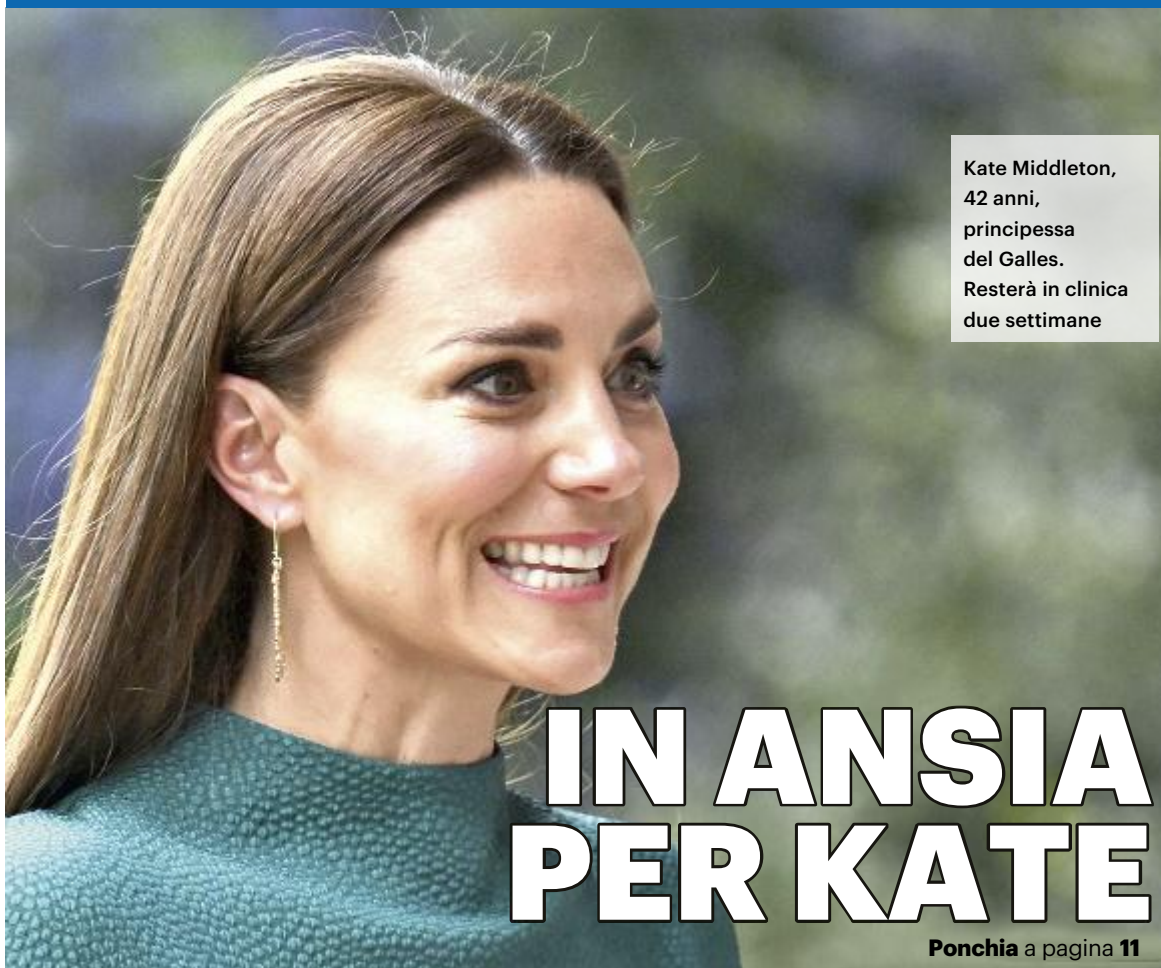 Kate Middleton,
42 anni,
principessa
del Galles.
Resterà in clinica
due settimane
IN ANSIA
PER KATE
Ponchia a pagina 11